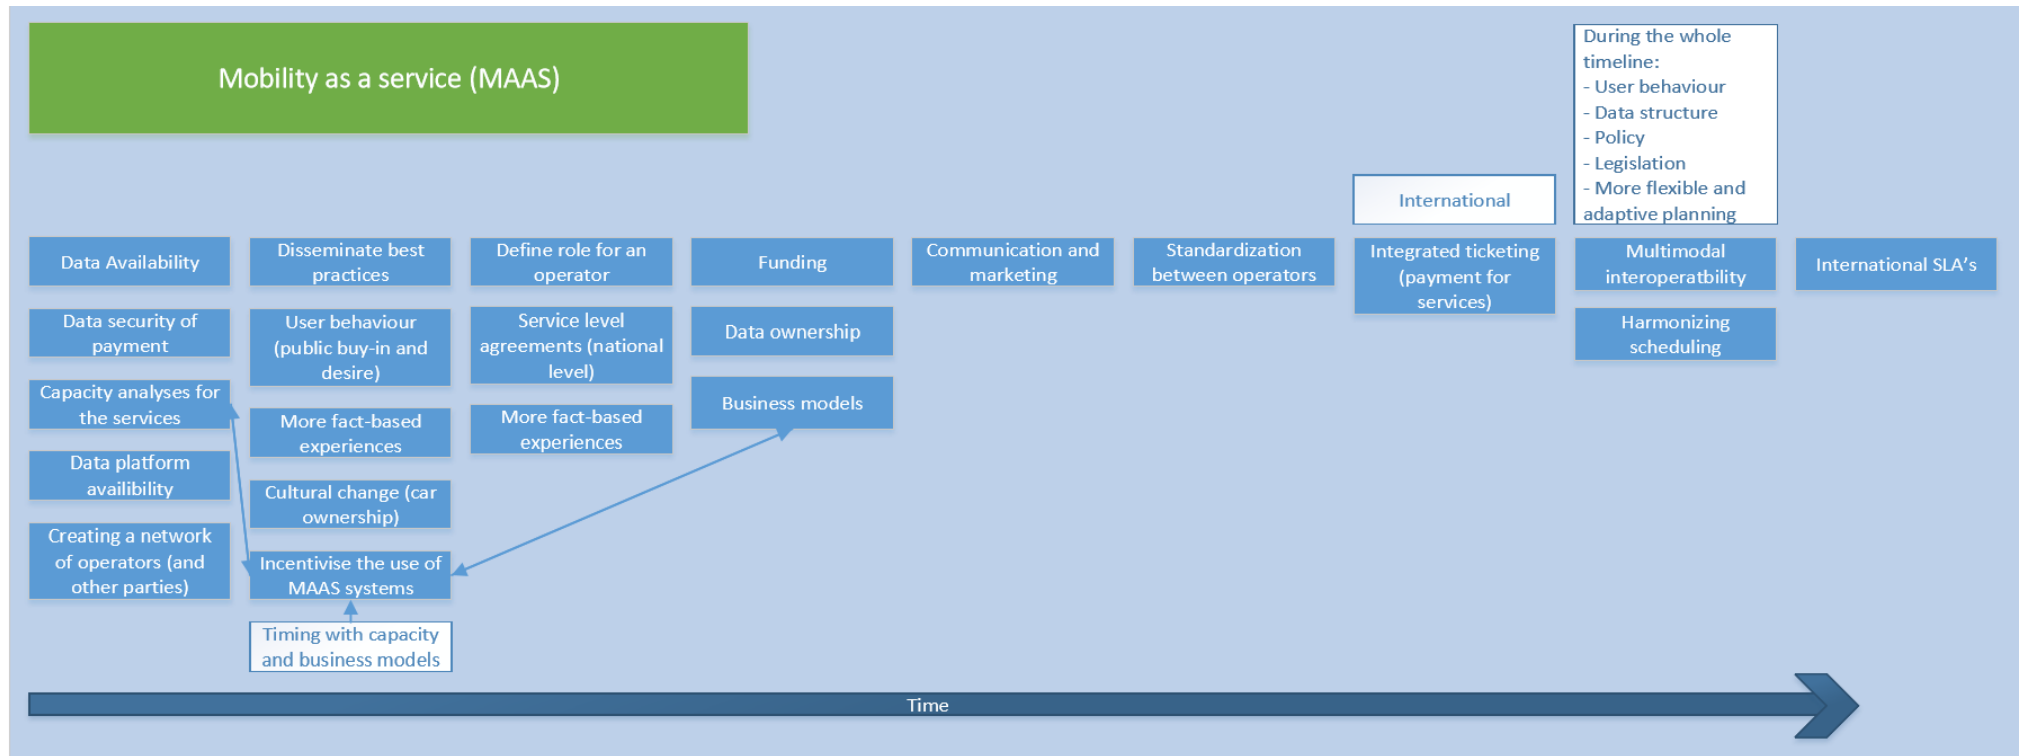 Mobility as a service (MAAS)
During the whole
timeline:
- User behaviour
- Data structure
- Policy
- Legislation
- More flexible and
adaptive planning
International
Data Availability
Data security of
payment
Capacity analyses for
the services
Data platform
availibility
Creating a network
of operators (and
other parties)
Disseminate best
practices
User behaviour
(public buy-in and
desire)
More fact-based
experiences
Cultural change (car
ownership)
Incentivise the use of
MAAS systems
Timing with capacity
and business models
Define role for an
operator
Service level
agreements (national
level)
More fact-based
experiences
Funding
Data ownership
Business models
Communication and
marketing
Standardization
between operators
Integrated ticketing
(payment for
services)
Multimodal
interoperatbility
Harmonizing
scheduling
International SLA's
Time